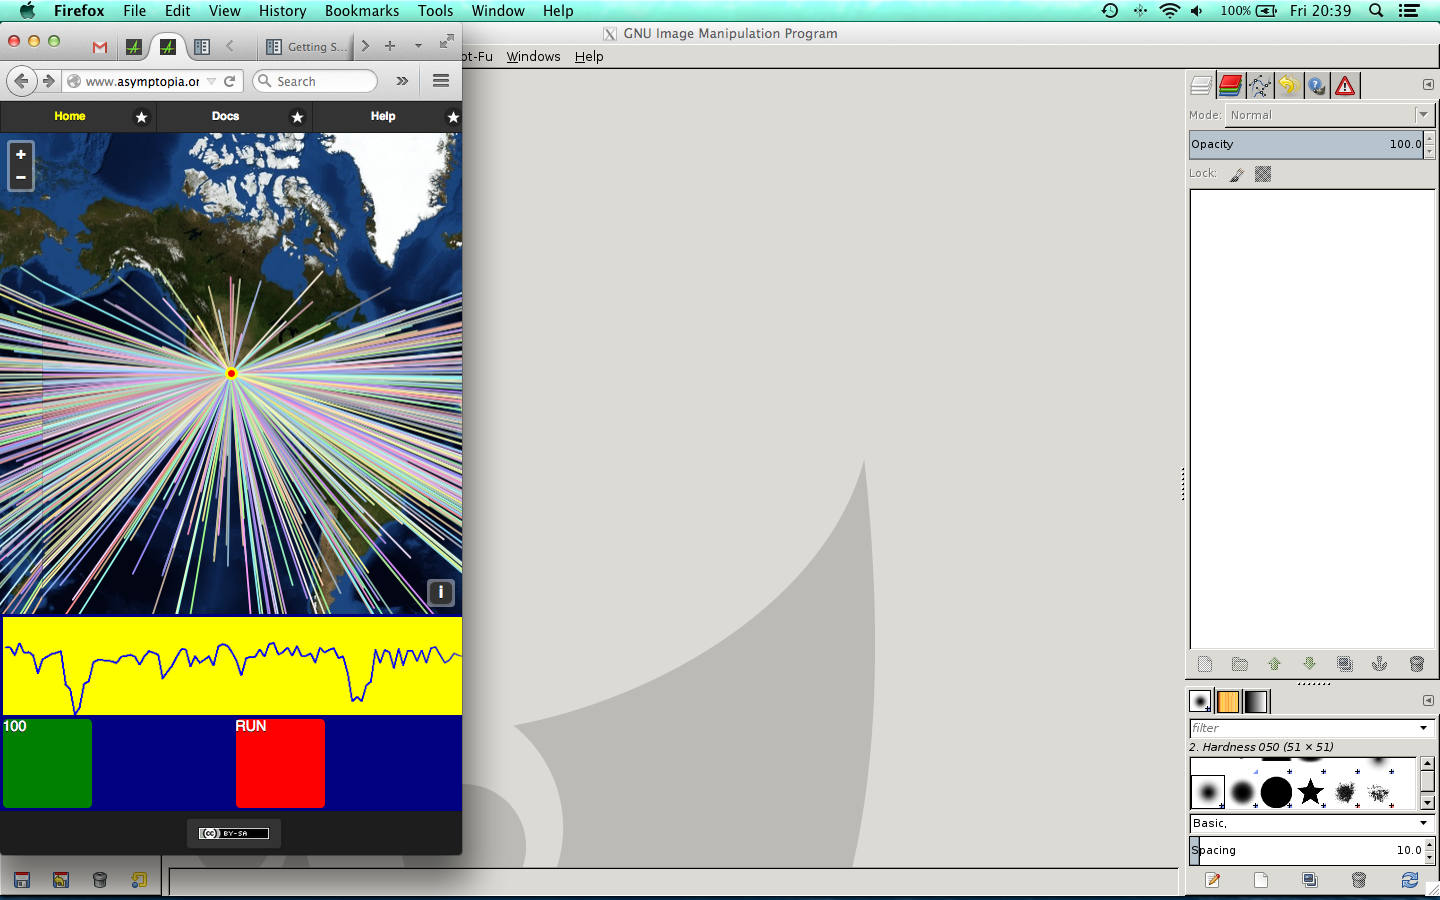 Firefox File Edit View History Bookmarks Tools Window Help 100% Fri 20:39
GNU Image Manipulation Program
Getting S...
pt-Fu Windows Help
www.asymptopia.or Search
Home Docs Help
Mode: Normal
Opacity 100.0
Lock:
+
−
i
filter
2. Hardness 050 (51 × 51)
Basic,
Spacing 10.0
100 RUN
cc BY-SA